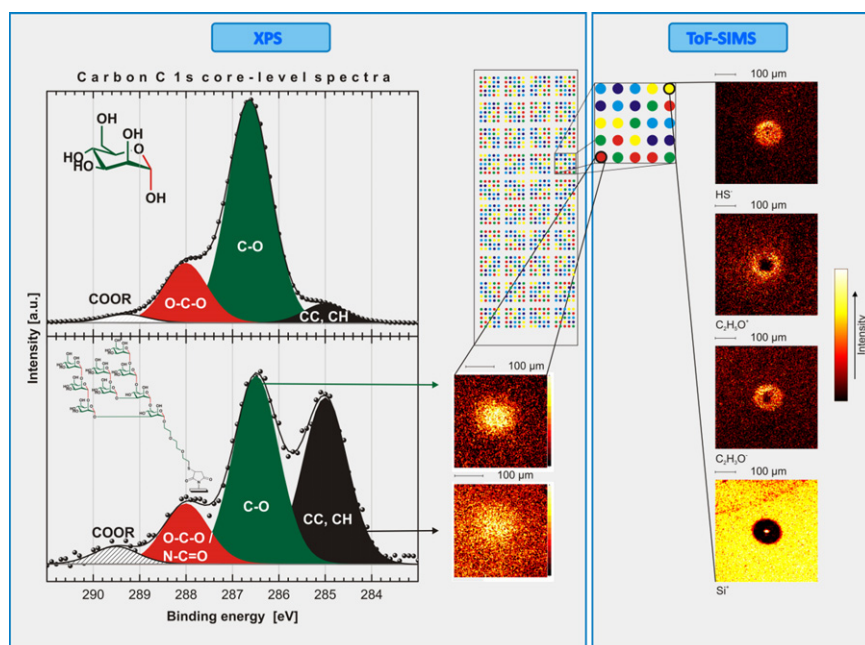 XPS
ToF-SIMS
Carbon C 1s core-level spectra
OH
OH
O
HO
HO
OH
C-O
O-C-O
COOR
CC, CH
Intensity [a.u.]
C-O
CC, CH
O-C-O /
N-C=O
COOR
290 289 288 287 286 285 284
Binding energy [eV]
100 µm
100 µm
100 µm
HS⁻
100 µm
C₂H₅O⁺
100 µm
C₂H₃O⁻
100 µm
Si⁺
Intensity